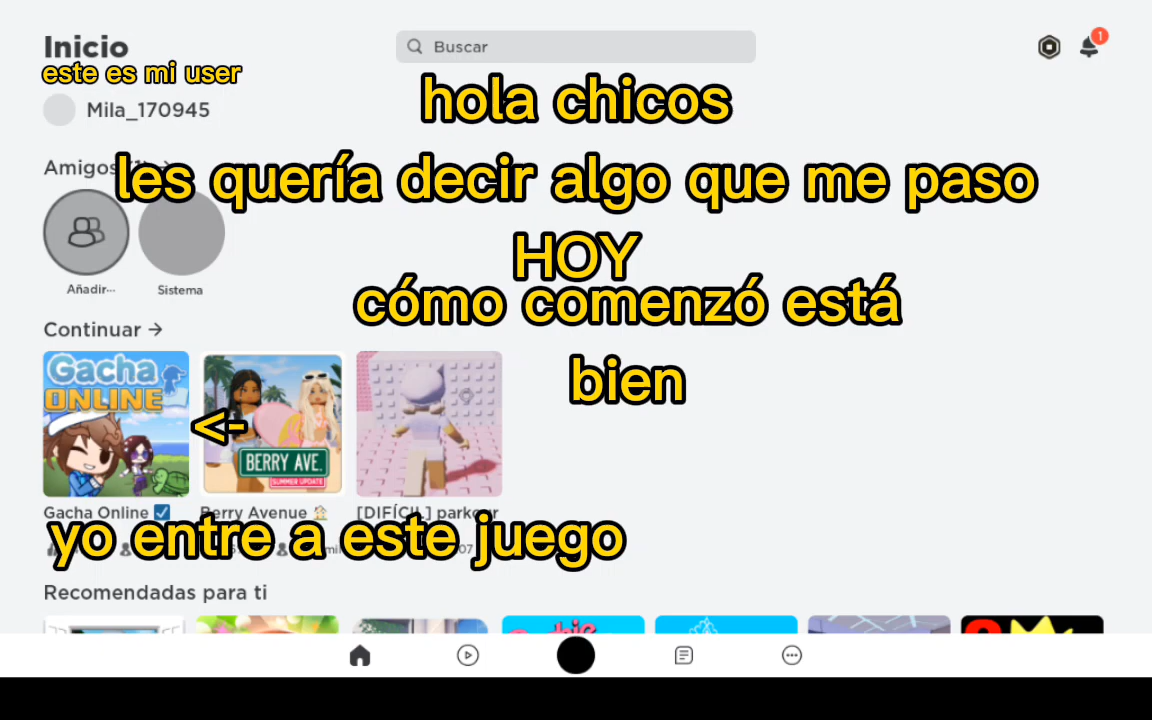 Inicio
Buscar
1
este es mi user
Mila_170945
hola chicos
Amigos
les quería decir algo que me paso
HOY
Añadir...
Sistema
cómo comenzó está
Continuar →
bien
Gacha
ONLINE
<-
BERRY AVE.
SUMMER UPDATE
Gacha Online
Berry Avenue
[DIFÍCIL] parkour
yo entre a este juego
Recomendadas para ti